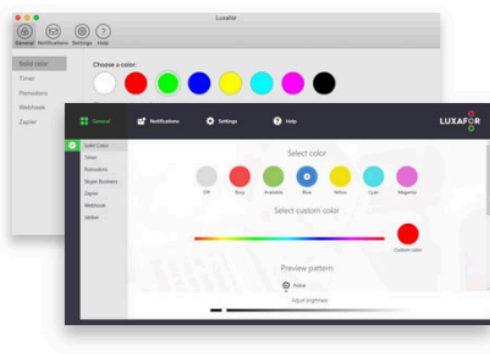 Luxafor
General Notifications Settings Help
Solid color
Timer
Pomodoro
Webhook
Zapier
Choose a color:
General Notifications Settings Help
LUXAFOR
Solid Color
Timer
Pomodoro
Skype Business
Zapier
Webhook
Jabber
Select color
Off Busy Available Blue Yellow Cyan Magenta
Select custom color
Custom color
Preview pattern
Police
Adjust brightness